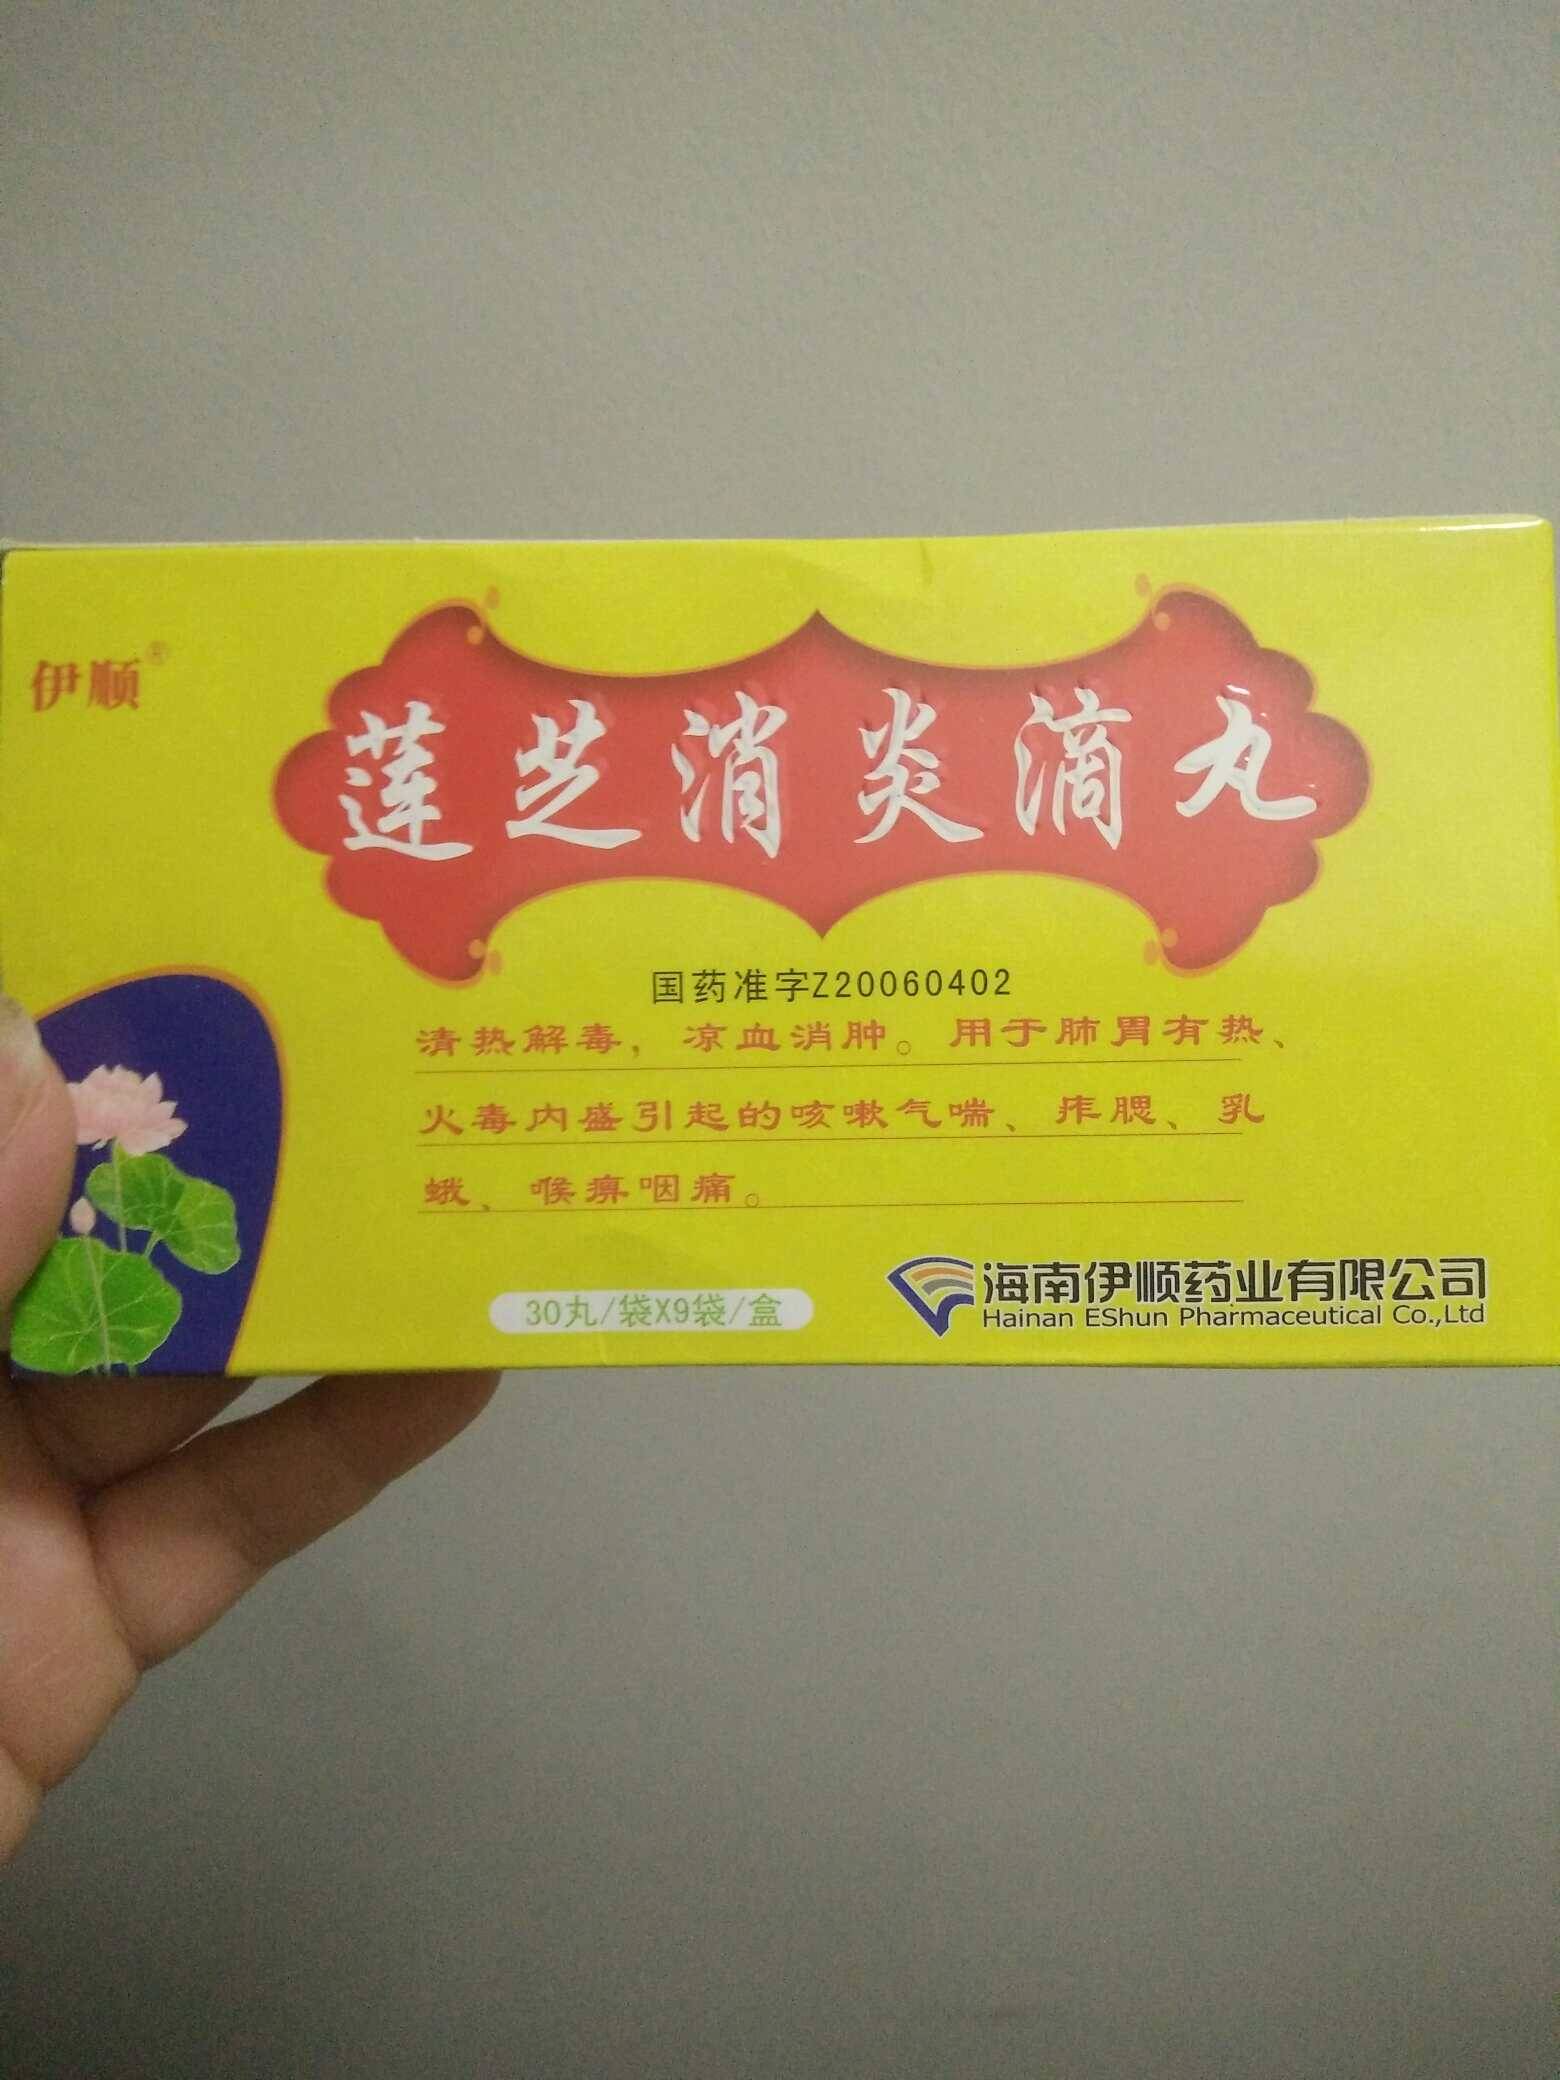 伊顺®
莲芝消炎滴丸
国药准字Z20060402
清热解毒，凉血消肿。用于肺胃有热、
火毒内盛引起的咳嗽气喘、痄腮、乳
蛾、喉痹咽痛。
30丸/袋X9袋/盒
海南伊顺药业有限公司
Hainan EShun Pharmaceutical Co.,Ltd